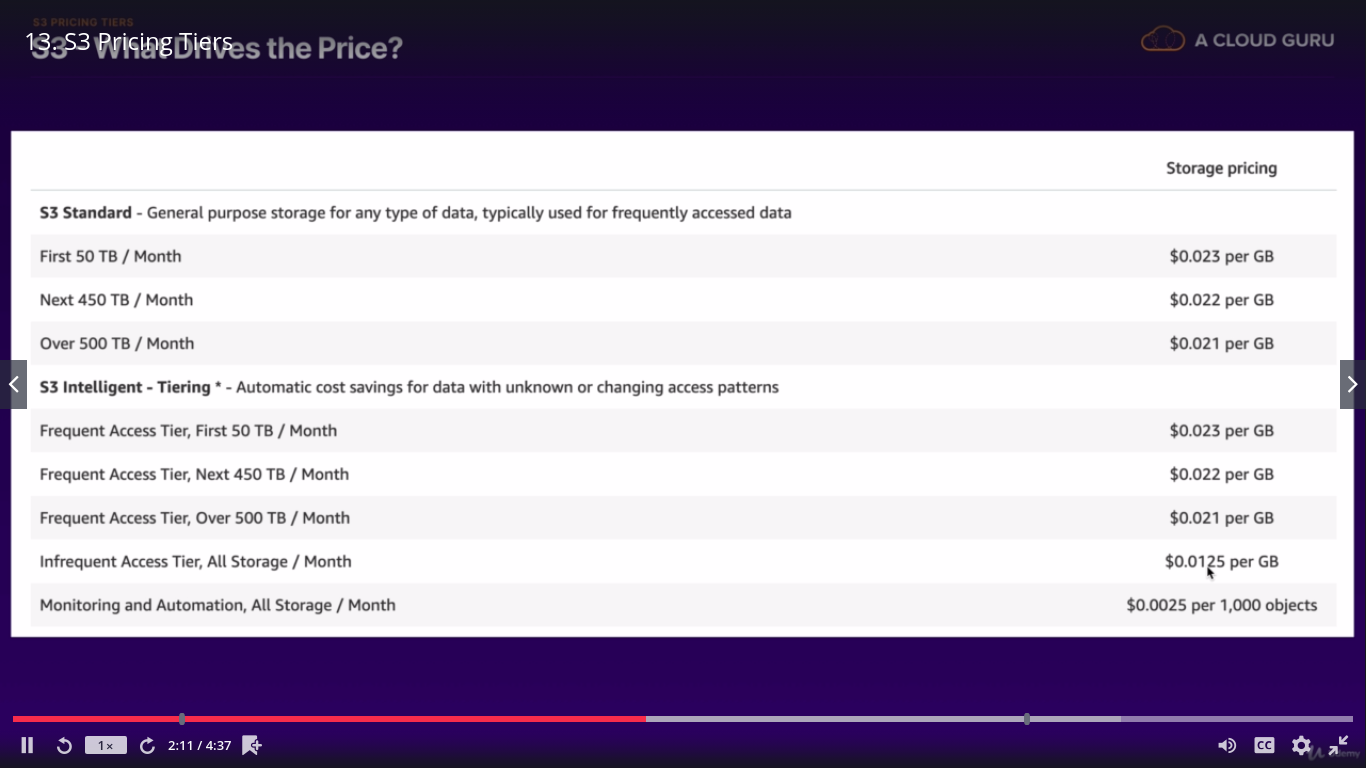 S3 PRICING TIERS
13. S3 Pricing Tiers
S3 - What Drives the Price?
A CLOUD GURU
Storage pricing
S3 Standard - General purpose storage for any type of data, typically used for frequently accessed data
First 50 TB / Month $0.023 per GB
Next 450 TB / Month $0.022 per GB
Over 500 TB / Month $0.021 per GB
S3 Intelligent - Tiering * - Automatic cost savings for data with unknown or changing access patterns
Frequent Access Tier, First 50 TB / Month $0.023 per GB
Frequent Access Tier, Next 450 TB / Month $0.022 per GB
Frequent Access Tier, Over 500 TB / Month $0.021 per GB
Infrequent Access Tier, All Storage / Month $0.0125 per GB
Monitoring and Automation, All Storage / Month $0.0025 per 1,000 objects
1× 2:11 / 4:37 CC Udemy